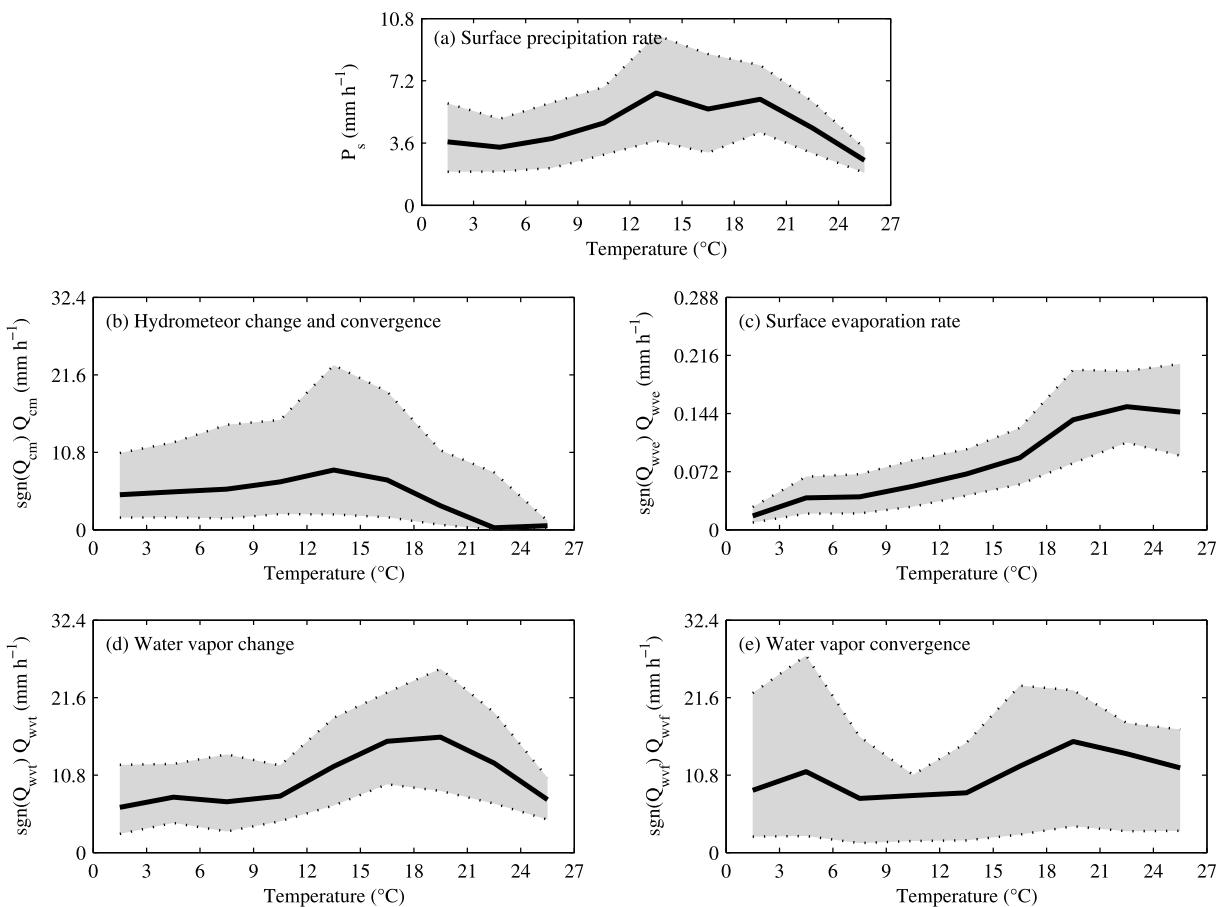 (a) Surface precipitation rate
10.8
7.2
3.6
0
P_s (mm h⁻¹)
0 3 6 9 12 15 18 21 24 27
Temperature (°C)
(b) Hydrometeor change and convergence
32.4
21.6
10.8
0
sgn(Q_cm) Q_cm (mm h⁻¹)
0 3 6 9 12 15 18 21 24 27
Temperature (°C)
(c) Surface evaporation rate
0.288
0.216
0.144
0.072
0
sgn(Q_wve) Q_wve (mm h⁻¹)
0 3 6 9 12 15 18 21 24 27
Temperature (°C)
(d) Water vapor change
32.4
21.6
10.8
0
sgn(Q_wvt) Q_wvt (mm h⁻¹)
0 3 6 9 12 15 18 21 24 27
Temperature (°C)
(e) Water vapor convergence
32.4
21.6
10.8
0
sgn(Q_wvf) Q_wvf (mm h⁻¹)
0 3 6 9 12 15 18 21 24 27
Temperature (°C)